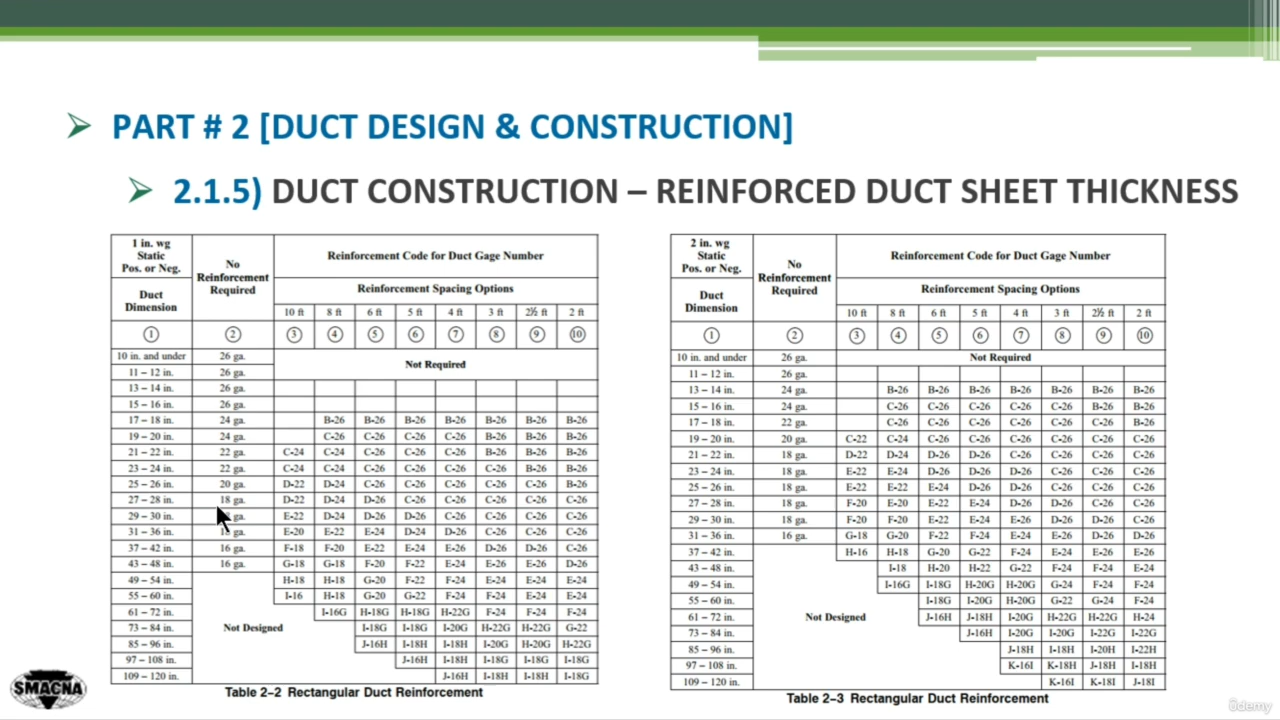 PART # 2 [DUCT DESIGN & CONSTRUCTION]
2.1.5) DUCT CONSTRUCTION – REINFORCED DUCT SHEET THICKNESS
1 in. wg
Static
Pos. or Neg.
No
Reinforcement
Required
Reinforcement Code for Duct Gage Number
Duct
Dimension
Reinforcement Spacing Options
10 ft 8 ft 6 ft 5 ft 4 ft 3 ft 2½ ft 2 ft
① ② ③ ④ ⑤ ⑥ ⑦ ⑧ ⑨ ⑩
10 in. and under 26 ga.
Not Required
11 – 12 in. 26 ga.
13 – 14 in. 26 ga.
15 – 16 in. 26 ga.
17 – 18 in. 24 ga. B-26 B-26 B-26 B-26 B-26 B-26 B-26
19 – 20 in. 24 ga. C-26 C-26 C-26 C-26 B-26 B-26 B-26
21 – 22 in. 22 ga. C-24 C-24 C-26 C-26 C-26 B-26 B-26 B-26
23 – 24 in. 22 ga. C-24 C-24 C-26 C-26 C-26 C-26 B-26 B-26
25 – 26 in. 20 ga. D-22 D-24 C-26 C-26 C-26 C-26 C-26 B-26
27 – 28 in. 18 ga. D-22 D-24 D-26 C-26 C-26 C-26 C-26 C-26
29 – 30 in. ga. E-22 D-24 D-26 D-26 C-26 C-26 C-26 C-26
31 – 36 in. ga. E-20 E-22 E-24 D-24 D-26 C-26 C-26 C-26
37 – 42 in. 16 ga. F-18 F-20 E-22 E-24 E-26 D-26 D-26 C-26
43 – 48 in. 16 ga. G-18 G-18 F-20 F-22 E-24 E-26 E-26 D-26
49 – 54 in. H-18 H-18 G-20 F-22 F-24 E-24 E-24 E-24
55 – 60 in. I-16 H-18 G-20 G-22 F-24 F-24 E-24 E-24
61 – 72 in. I-16G H-18G H-18G H-22G F-24 F-24 F-24
73 – 84 in. Not Designed I-18G I-18G I-20G H-22G H-22G G-22
85 – 96 in. J-16H I-18H I-18H I-20G H-20G H-22G
97 – 108 in. J-16H I-18H I-18G I-18G I-18G
109 – 120 in. J-16H I-18H I-18H I-18G
Table 2–2 Rectangular Duct Reinforcement
2 in. wg
Static
Pos. or Neg.
No
Reinforcement
Required
Reinforcement Code for Duct Gage Number
Duct
Dimension
Reinforcement Spacing Options
10 ft 8 ft 6 ft 5 ft 4 ft 3 ft 2½ ft 2 ft
① ② ③ ④ ⑤ ⑥ ⑦ ⑧ ⑨ ⑩
10 in. and under 26 ga. Not Required
11 – 12 in. 26 ga.
13 – 14 in. 24 ga. B-26 B-26 B-26 B-26 B-26 B-26 B-26
15 – 16 in. 24 ga. C-26 C-26 C-26 C-26 C-26 B-26 B-26
17 – 18 in. 22 ga. C-26 C-26 C-26 C-26 C-26 C-26 B-26
19 – 20 in. 20 ga. C-22 C-24 C-26 C-26 C-26 C-26 C-26 B-26
21 – 22 in. 18 ga. D-22 D-24 D-26 D-26 C-26 C-26 C-26 C-26
23 – 24 in. 18 ga. E-22 E-24 D-26 D-26 D-26 C-26 C-26 C-26
25 – 26 in. 18 ga. E-22 E-22 E-24 D-26 D-26 C-26 C-26 C-26
27 – 28 in. 18 ga. F-20 E-20 E-22 E-24 D-26 D-26 C-26 C-26
29 – 30 in. 18 ga. F-20 F-20 E-22 E-24 E-26 D-26 D-26 C-26
31 – 36 in. 16 ga. G-18 G-20 F-22 F-24 E-24 E-26 D-26 D-26
37 – 42 in. H-16 H-18 G-20 G-22 F-24 E-24 E-26 E-26
43 – 48 in. I-18 H-20 H-22 G-22 F-24 F-24 E-24
49 – 54 in. I-16G I-18G H-20G H-20G G-24 F-24 F-24
55 – 60 in. I-18G I-20G H-20G G-22 G-24 F-24
61 – 72 in. Not Designed J-16H J-18H I-20G H-22G H-22G H-24
73 – 84 in. J-16H I-20G I-20G I-22G I-22G
85 – 96 in. J-18H I-18H I-20H I-22H
97 – 108 in. K-16I K-18H J-18H I-18H
109 – 120 in. K-16I K-18I J-18I
Table 2–3 Rectangular Duct Reinforcement
SMACNA
ûdemy